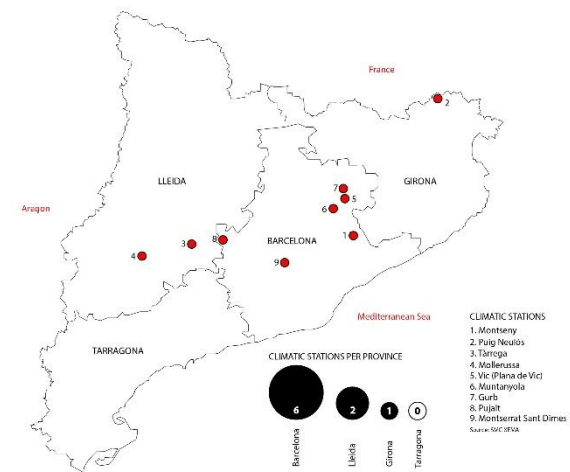 France
2
LLEIDA
7
5
GIRONA
6
Aragon
8
3
BARCELONA
1
4
9
Mediterranean Sea
TARRAGONA
CLIMATIC STATIONS PER PROVINCE
6
2
1
0
Barcelona
Lleida
Girona
Tarragona
CLIMATIC STATIONS
1. Montseny
2. Puig Neulós
3. Tàrrega
4. Mollerussa
5. Vic (Plana de Vic)
6. Muntanyola
7. Gurb
8. Pujalt
9. Montserrat Sant Dimes
Source: SMC XEMA